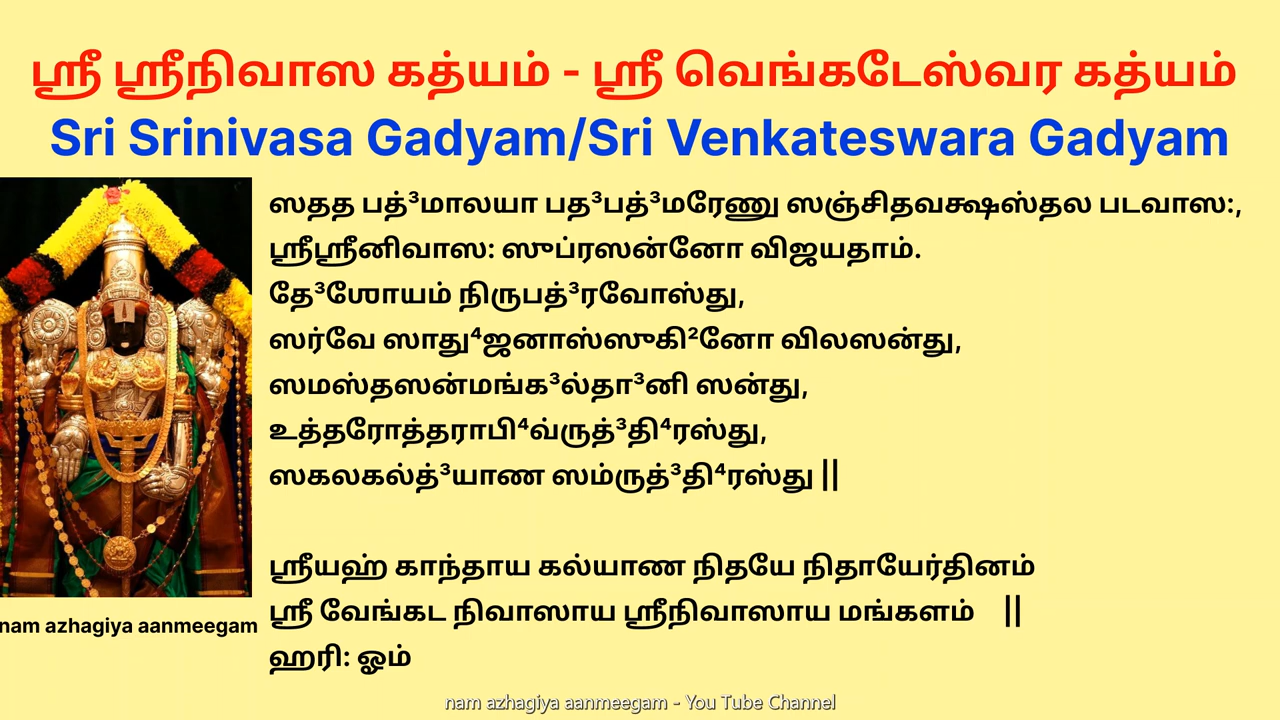 ஸ்ரீ ஸ்ரீநிவாஸ கத்யம் - ஸ்ரீ வெங்கடேஸ்வர கத்யம்
Sri Srinivasa Gadyam/Sri Venkateswara Gadyam
ஸதத பத்³மாலயா பத³பத்³மரேணு ஸஞ்சிதவக்ஷஸ்தல படவாஸ:,
ஸ்ரீஸ்ரீனிவாஸ: ஸுப்ரஸன்னோ விஜயதாம்.
தே³ஶோயம் நிருபத்³ரவோஸ்து,
ஸர்வே ஸாது⁴ஜனாஸ்ஸுகி²னோ விலஸன்து,
ஸமஸ்தஸன்மங்க³ல்தா³னி ஸன்து,
உத்தரோத்தராபி⁴வ்ருத்³தி⁴ரஸ்து,
ஸகலகல்த்³யாண ஸம்ருத்³தி⁴ரஸ்து ||
ஸ்ரீயஹ் காந்தாய கல்யாண நிதயே நிதாயேர்தினம்
ஸ்ரீ வேங்கட நிவாஸாய ஸ்ரீநிவாஸாய மங்களம் ||
ஹரி: ஓம்
nam azhagiya aanmeegam
nam azhagiya aanmeegam - You Tube Channel